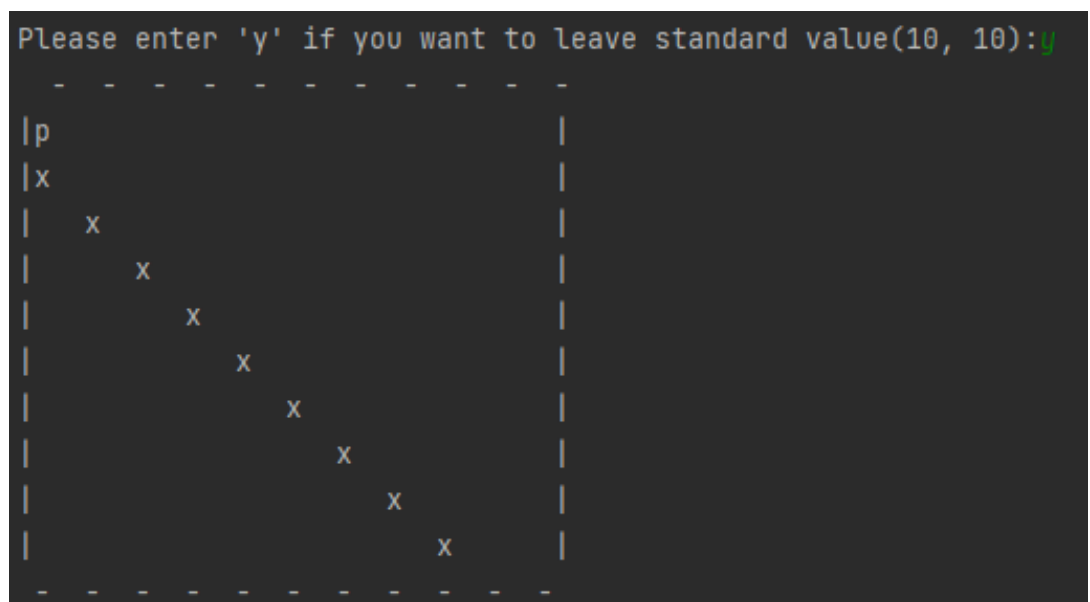 Please enter 'y' if you want to leave standard value(10, 10):y
  -  -  -  -  -  -  -  -  -  -  -
|p                              |
|x                              |
|   x                           |
|      x                        |
|         x                     |
|            x                  |
|               x               |
|                  x            |
|                     x         |
|                        x      |
 -  -  -  -  -  -  -  -  -  -  -